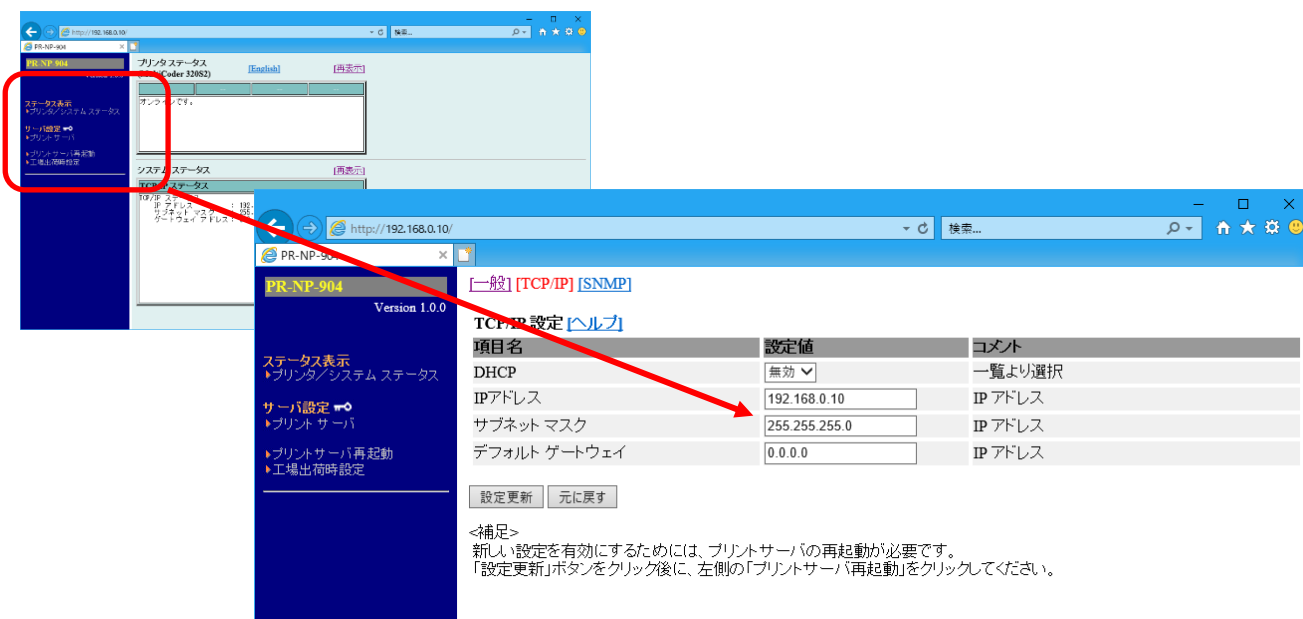 http://192.168.0.10/
検索...
PR-NP-904
PR-NP-904
プリンタ ステータス
[English]
[再表示]
オンラインです。
ステータス表示
プリンタ/システム ステータス
サーバ設定
プリント サーバ
プリントサーバ再起動
工場出荷時設定
システム ステータス
[再表示]
TCP/IP ステータス
http://192.168.0.10/
検索...
PR-NP-904
PR-NP-904
Version 1.0.0
ステータス表示
プリンタ/システム ステータス
サーバ設定
プリント サーバ
プリントサーバ再起動
工場出荷時設定
[一般] [TCP/IP] [SNMP]
TCP/IP 設定 [ヘルプ]
項目名 設定値 コメント
DHCP 無効 一覧より選択
IPアドレス 192.168.0.10 IP アドレス
サブネット マスク 255.255.255.0 IP アドレス
デフォルト ゲートウェイ 0.0.0.0 IP アドレス
設定更新 元に戻す
<補足>
新しい設定を有効にするためには、プリントサーバの再起動が必要です。
「設定更新」ボタンをクリック後に、左側の「プリントサーバ再起動」をクリックしてください。